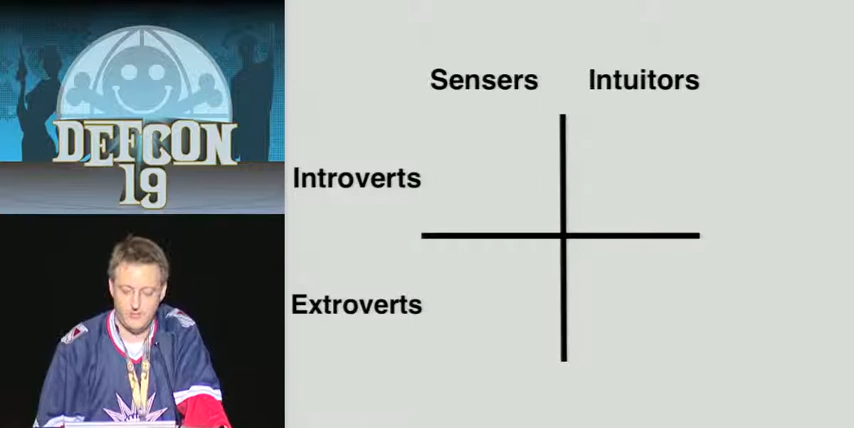 DEFCON
19
Sensers Intuitors
Introverts
Extroverts